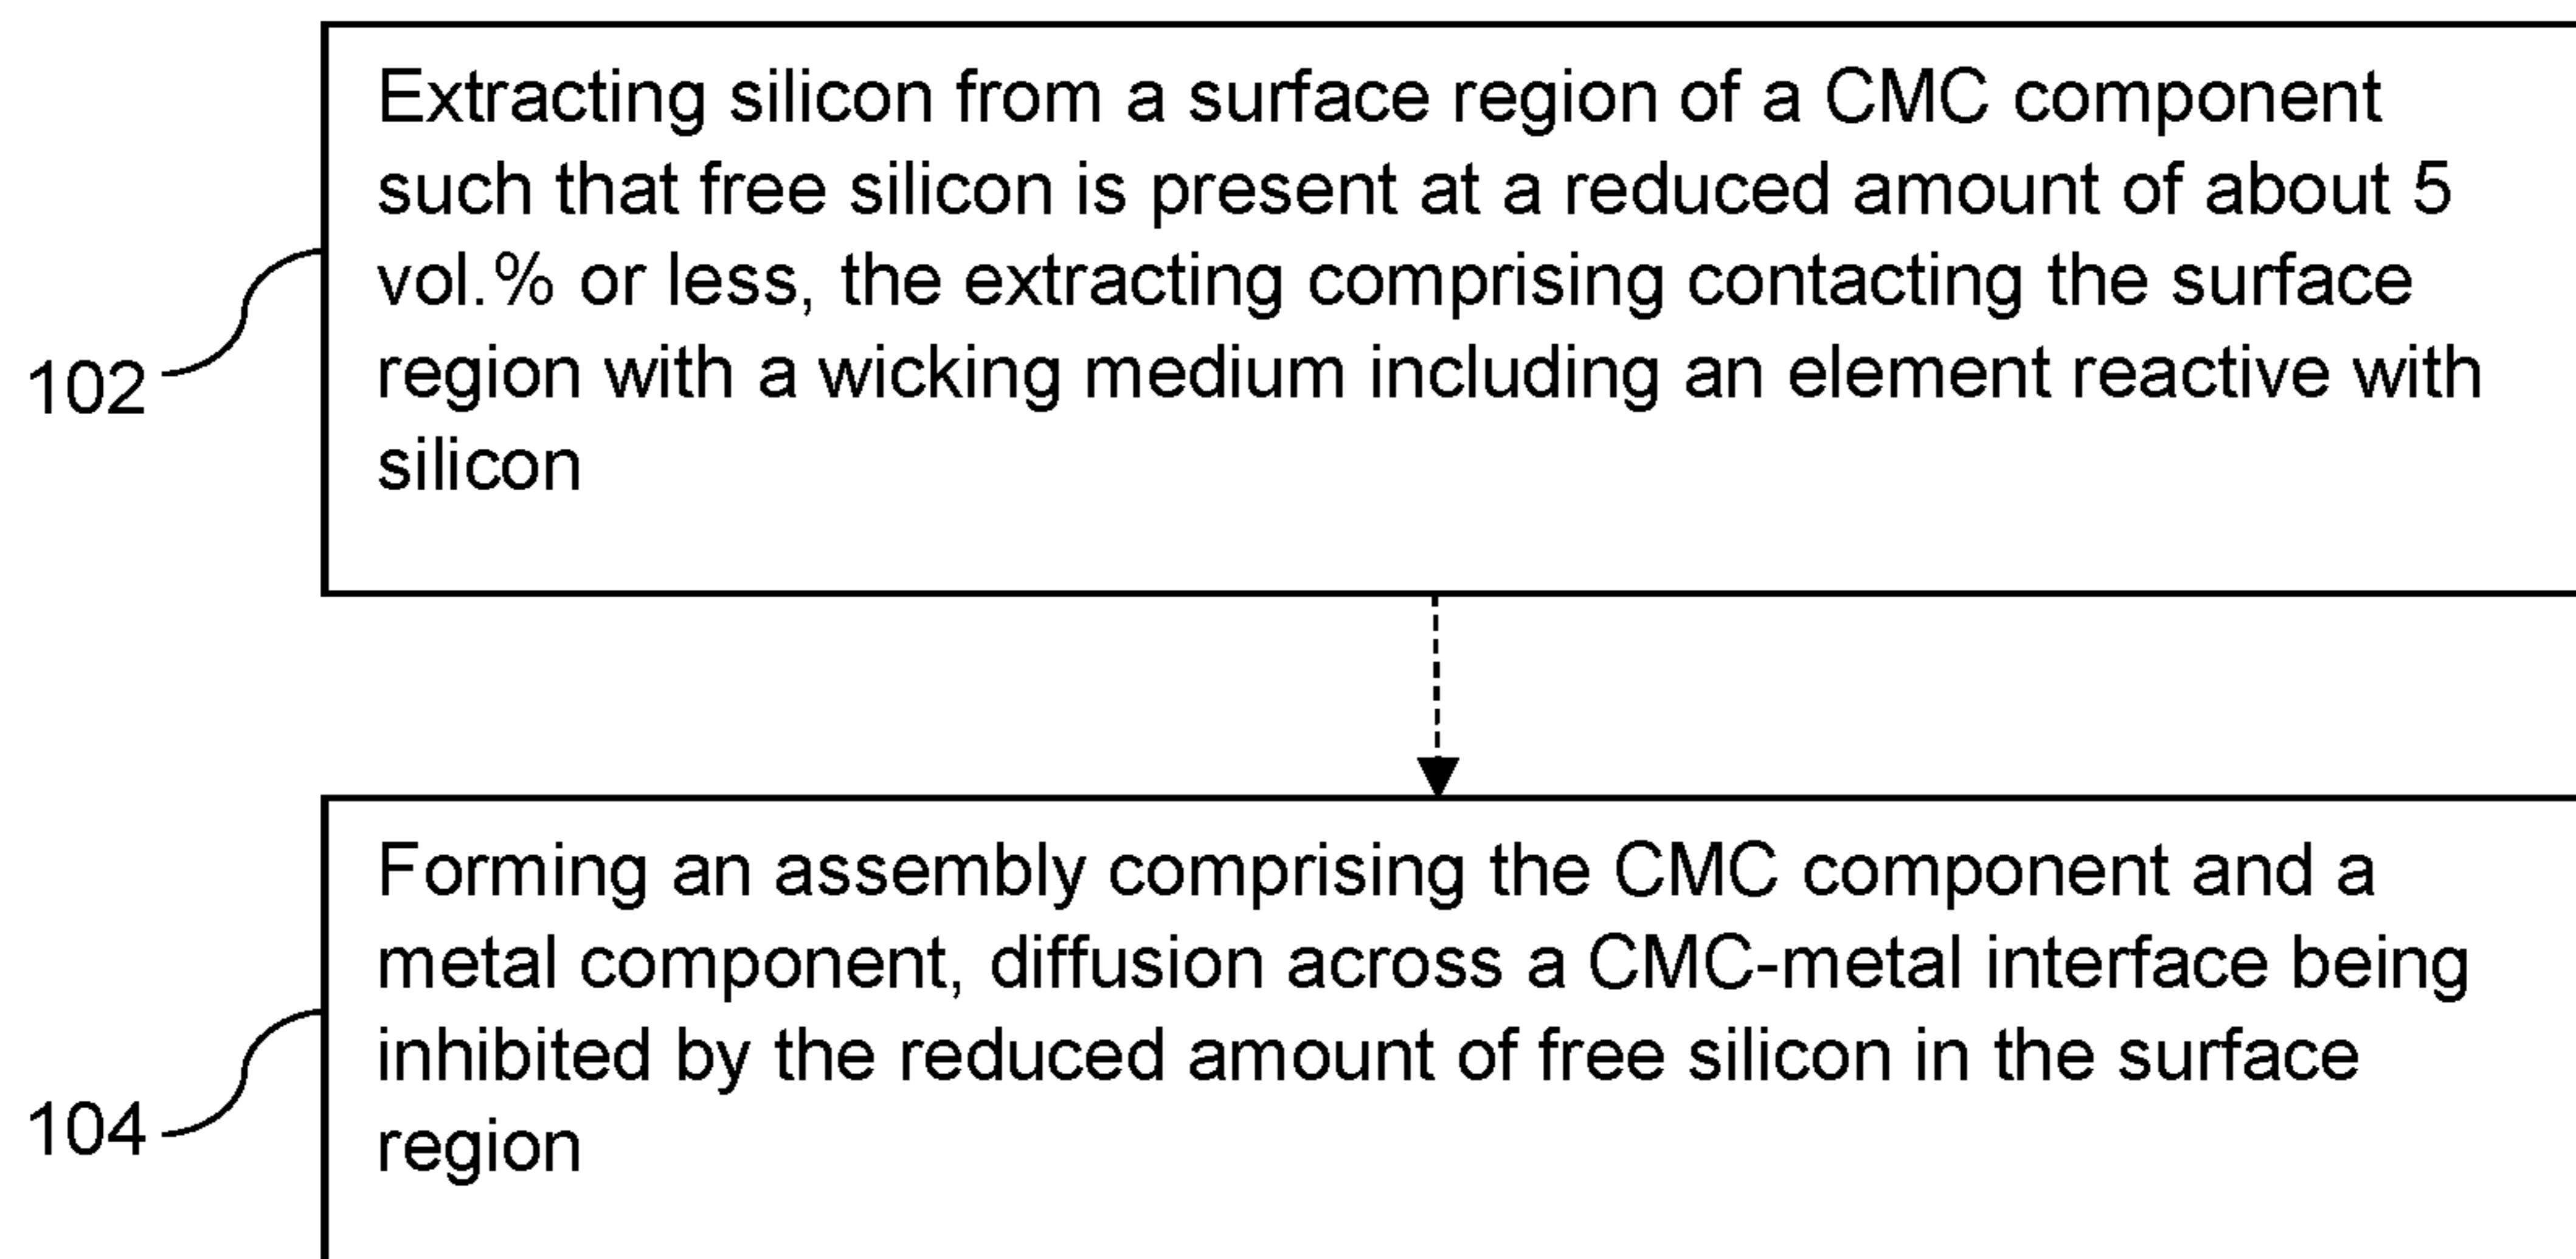 Extracting silicon from a surface region of a CMC component
such that free silicon is present at a reduced amount of about 5
vol.% or less, the extracting comprising contacting the surface
region with a wicking medium including an element reactive with
silicon
102
Forming an assembly comprising the CMC component and a
metal component, diffusion across a CMC-metal interface being
inhibited by the reduced amount of free silicon in the surface
region
104